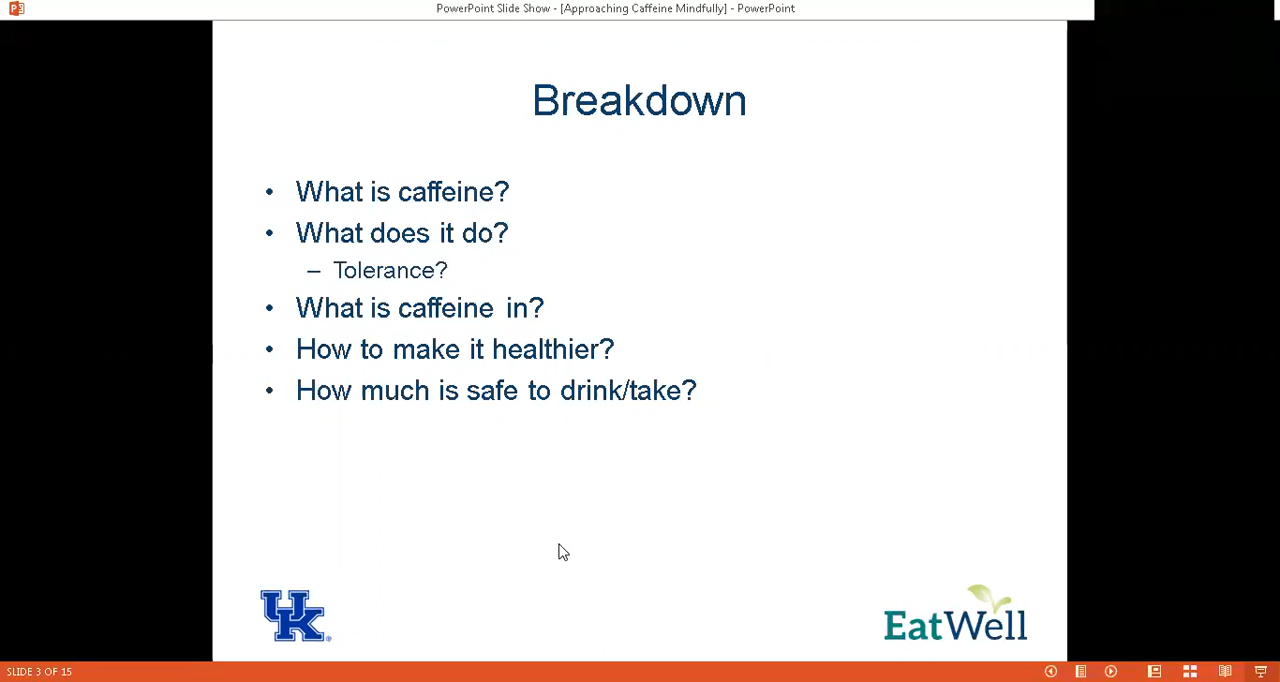 PowerPoint Slide Show - [Approaching Caffeine Mindfully] - PowerPoint
Breakdown
• What is caffeine?
• What does it do?
– Tolerance?
• What is caffeine in?
• How to make it healthier?
• How much is safe to drink/take?
UK
EatWell
SLIDE 3 OF 15